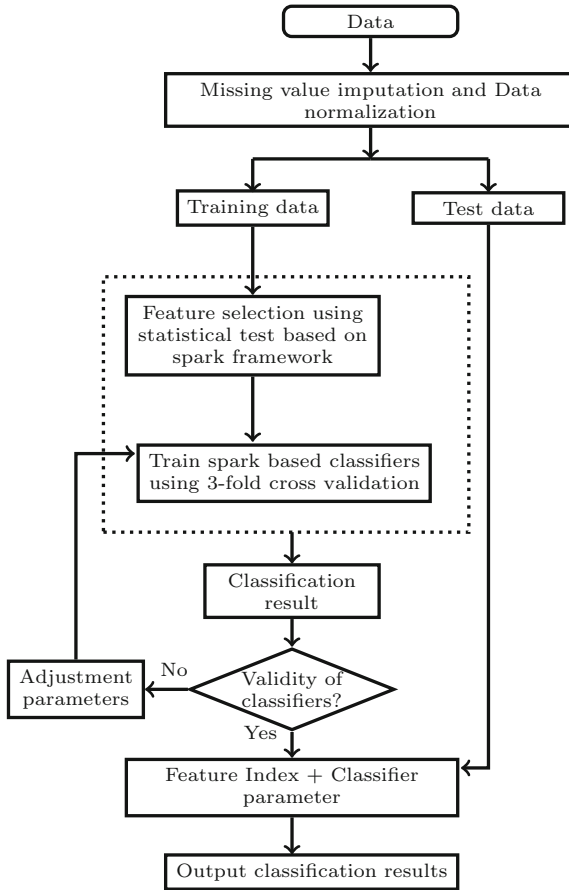 Data
Missing value imputation and Data
normalization
Training data
Test data
Feature selection using
statistical test based on
spark framework
Train spark based classifiers
using 3-fold cross validation
Classification
result
Validity of
classifiers?
No
Adjustment
parameters
Yes
Feature Index + Classifier
parameter
Output classification results